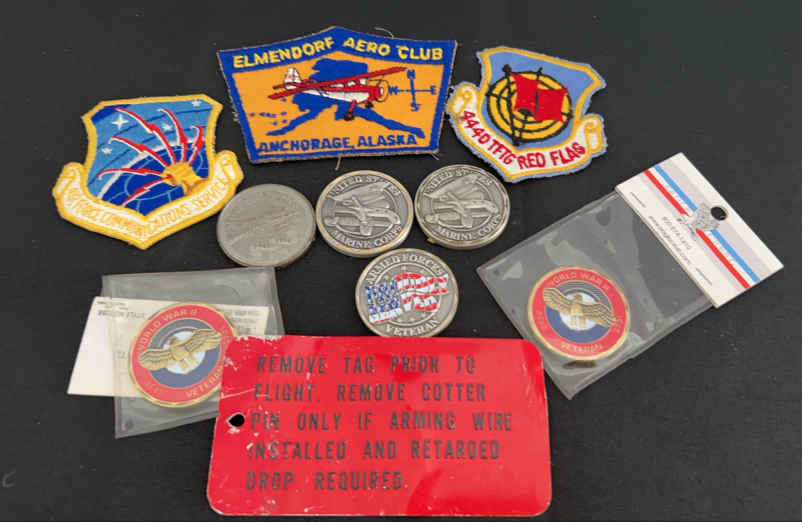 ELMENDORF AERO CLUB
N
W E
S
ANCHORAGE, ALASKA
4440 TFTG RED FLAG
AIR FORCE COMMUNICATIONS SERVICE
UNITED STATES
MARINE CORPS
UNITED STATES
MARINE CORPS
ARMED FORCES
VETERAN
WORLD WAR II
VETERAN
WORLD WAR II
VETERAN
REMOVE TAG PRIOR TO
FLIGHT. REMOVE COTTER
PIN ONLY IF ARMING WIRE
INSTALLED AND RETARDED
DROP REQUIRED.